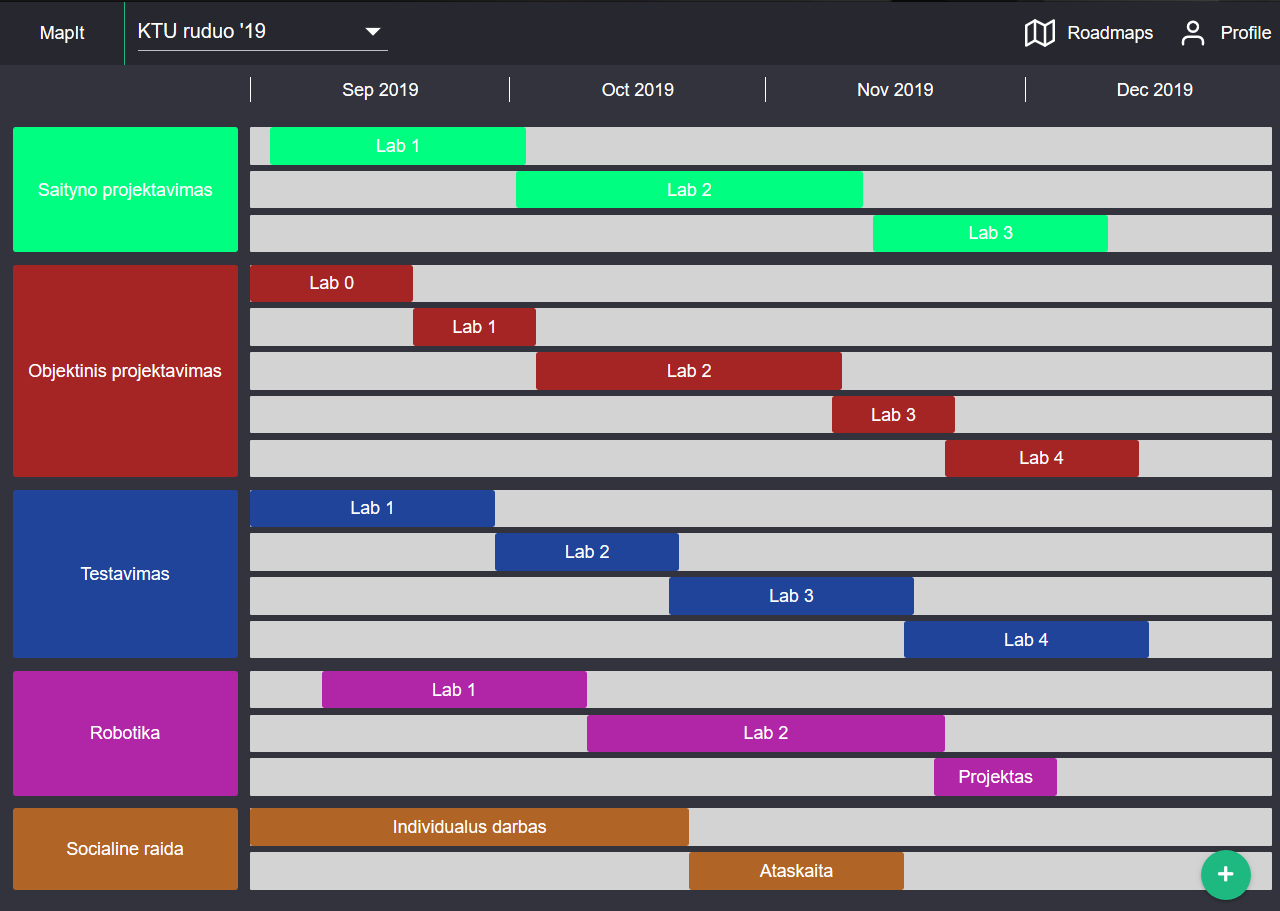 MapIt
KTU ruduo '19
Roadmaps
Profile
Sep 2019
Oct 2019
Nov 2019
Dec 2019
Saityno projektavimas
Lab 1
Lab 2
Lab 3
Objektinis projektavimas
Lab 0
Lab 1
Lab 2
Lab 3
Lab 4
Testavimas
Lab 1
Lab 2
Lab 3
Lab 4
Robotika
Lab 1
Lab 2
Projektas
Socialine raida
Individualus darbas
Ataskaita
+